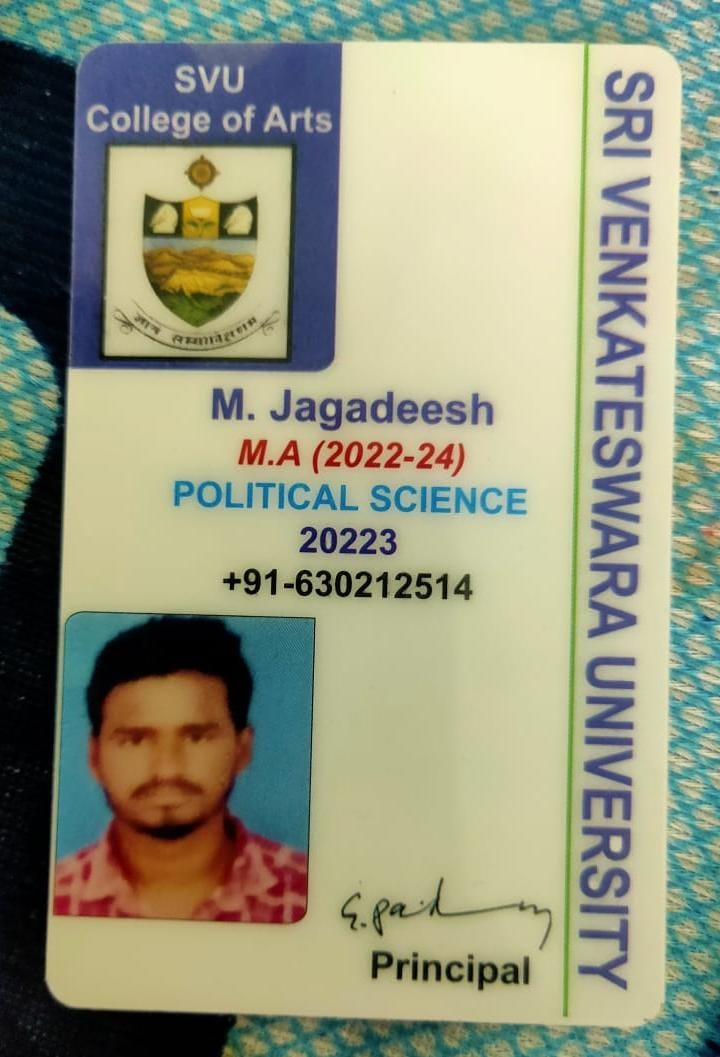 SVU
College of Arts
M. Jagadeesh
M.A (2022-24)
POLITICAL SCIENCE
20223
+91-630212514
Principal
SRI VENKATESWARA UNIVERSITY